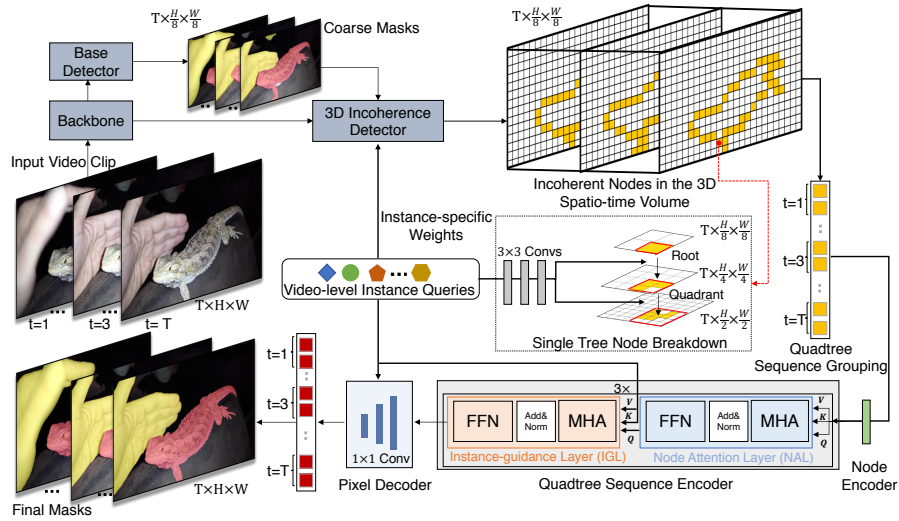 T×H/8×W/8
Coarse Masks
Base
Detector
Backbone
Input Video Clip
3D Incoherence
Detector
T×H/8×W/8
Incoherent Nodes in the 3D
Spatio-time Volume
t=1
t=3
t=T
Quadtree
Sequence Grouping
T×H×W
t=1
...
t=3
...
t= T
Instance-specific
Weights
Video-level Instance Queries
3×3 Convs
T×H/8×W/8
Root
T×H/4×W/4
Quadrant
T×H/2×W/2
Single Tree Node Breakdown
T×H×W
Final Masks
t=1
t=3
t=T
1×1 Conv
Pixel Decoder
3×
FFN
Add&
Norm
MHA
V
K
Q
Instance-guidance Layer (IGL)
FFN
Add&
Norm
MHA
V
K
Q
Node Attention Layer (NAL)
Quadtree Sequence Encoder
Node
Encoder